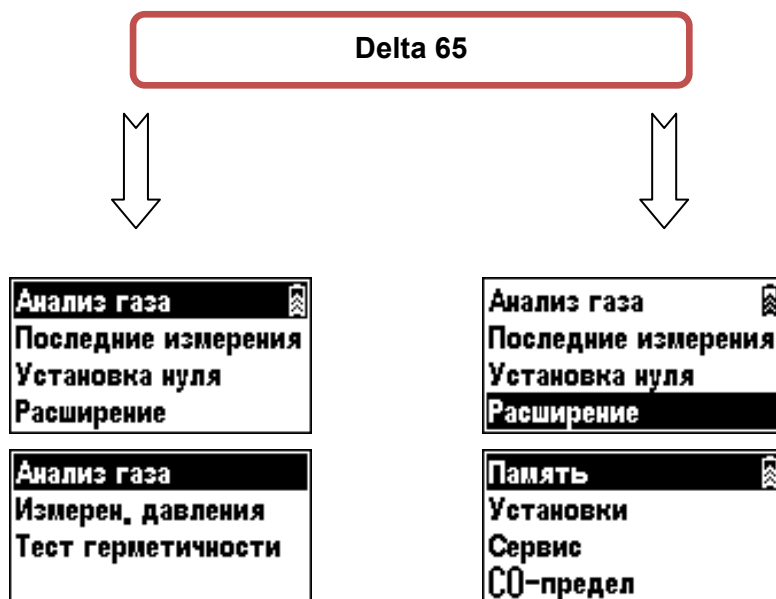 Delta 65
Анализ газа
Последние измерения
Установка нуля
Расширение
Анализ газа
Измерен. давления
Тест герметичности
Анализ газа
Последние измерения
Установка нуля
Расширение
Память
Установки
Сервис
СО-предел